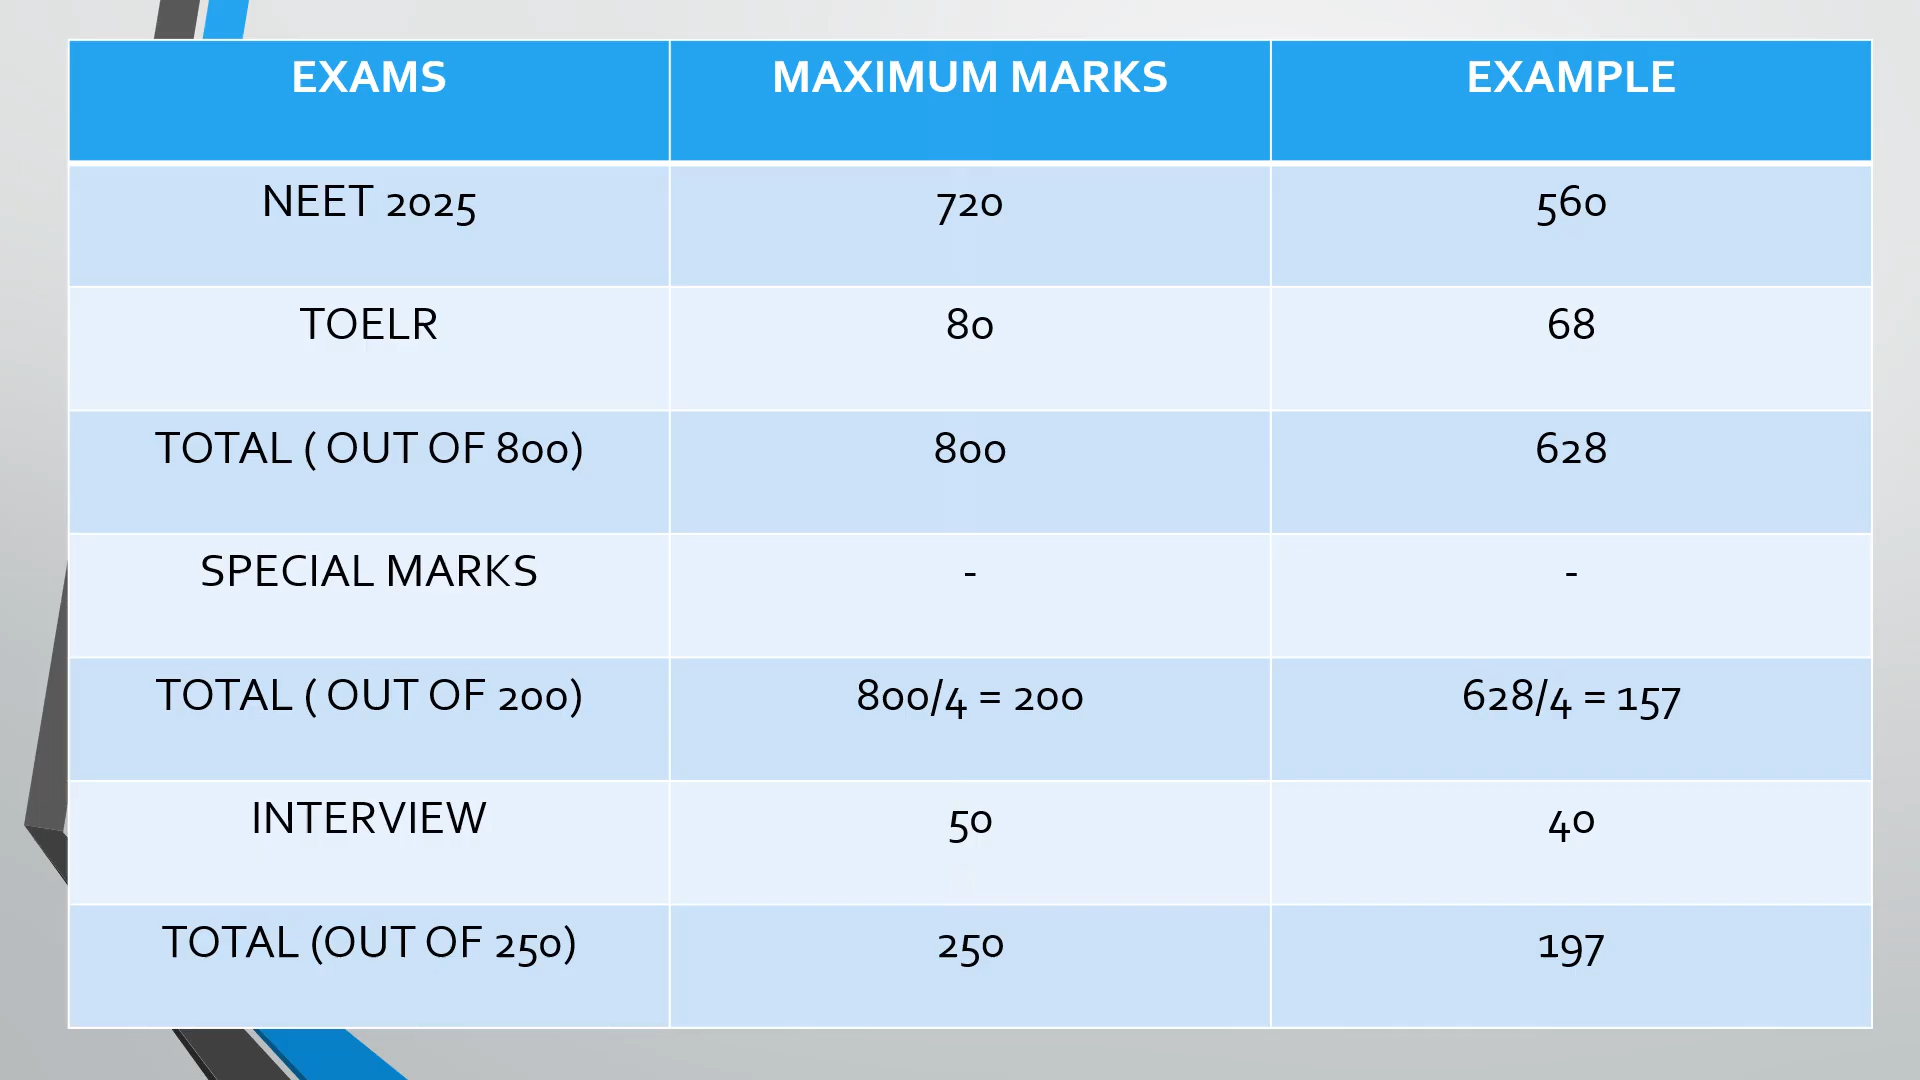 EXAMS MAXIMUM MARKS EXAMPLE
NEET 2025 720 560
TOELR 80 68
TOTAL ( OUT OF 800) 800 628
SPECIAL MARKS - -
TOTAL ( OUT OF 200) 800/4 = 200 628/4 = 157
INTERVIEW 50 40
TOTAL (OUT OF 250) 250 197